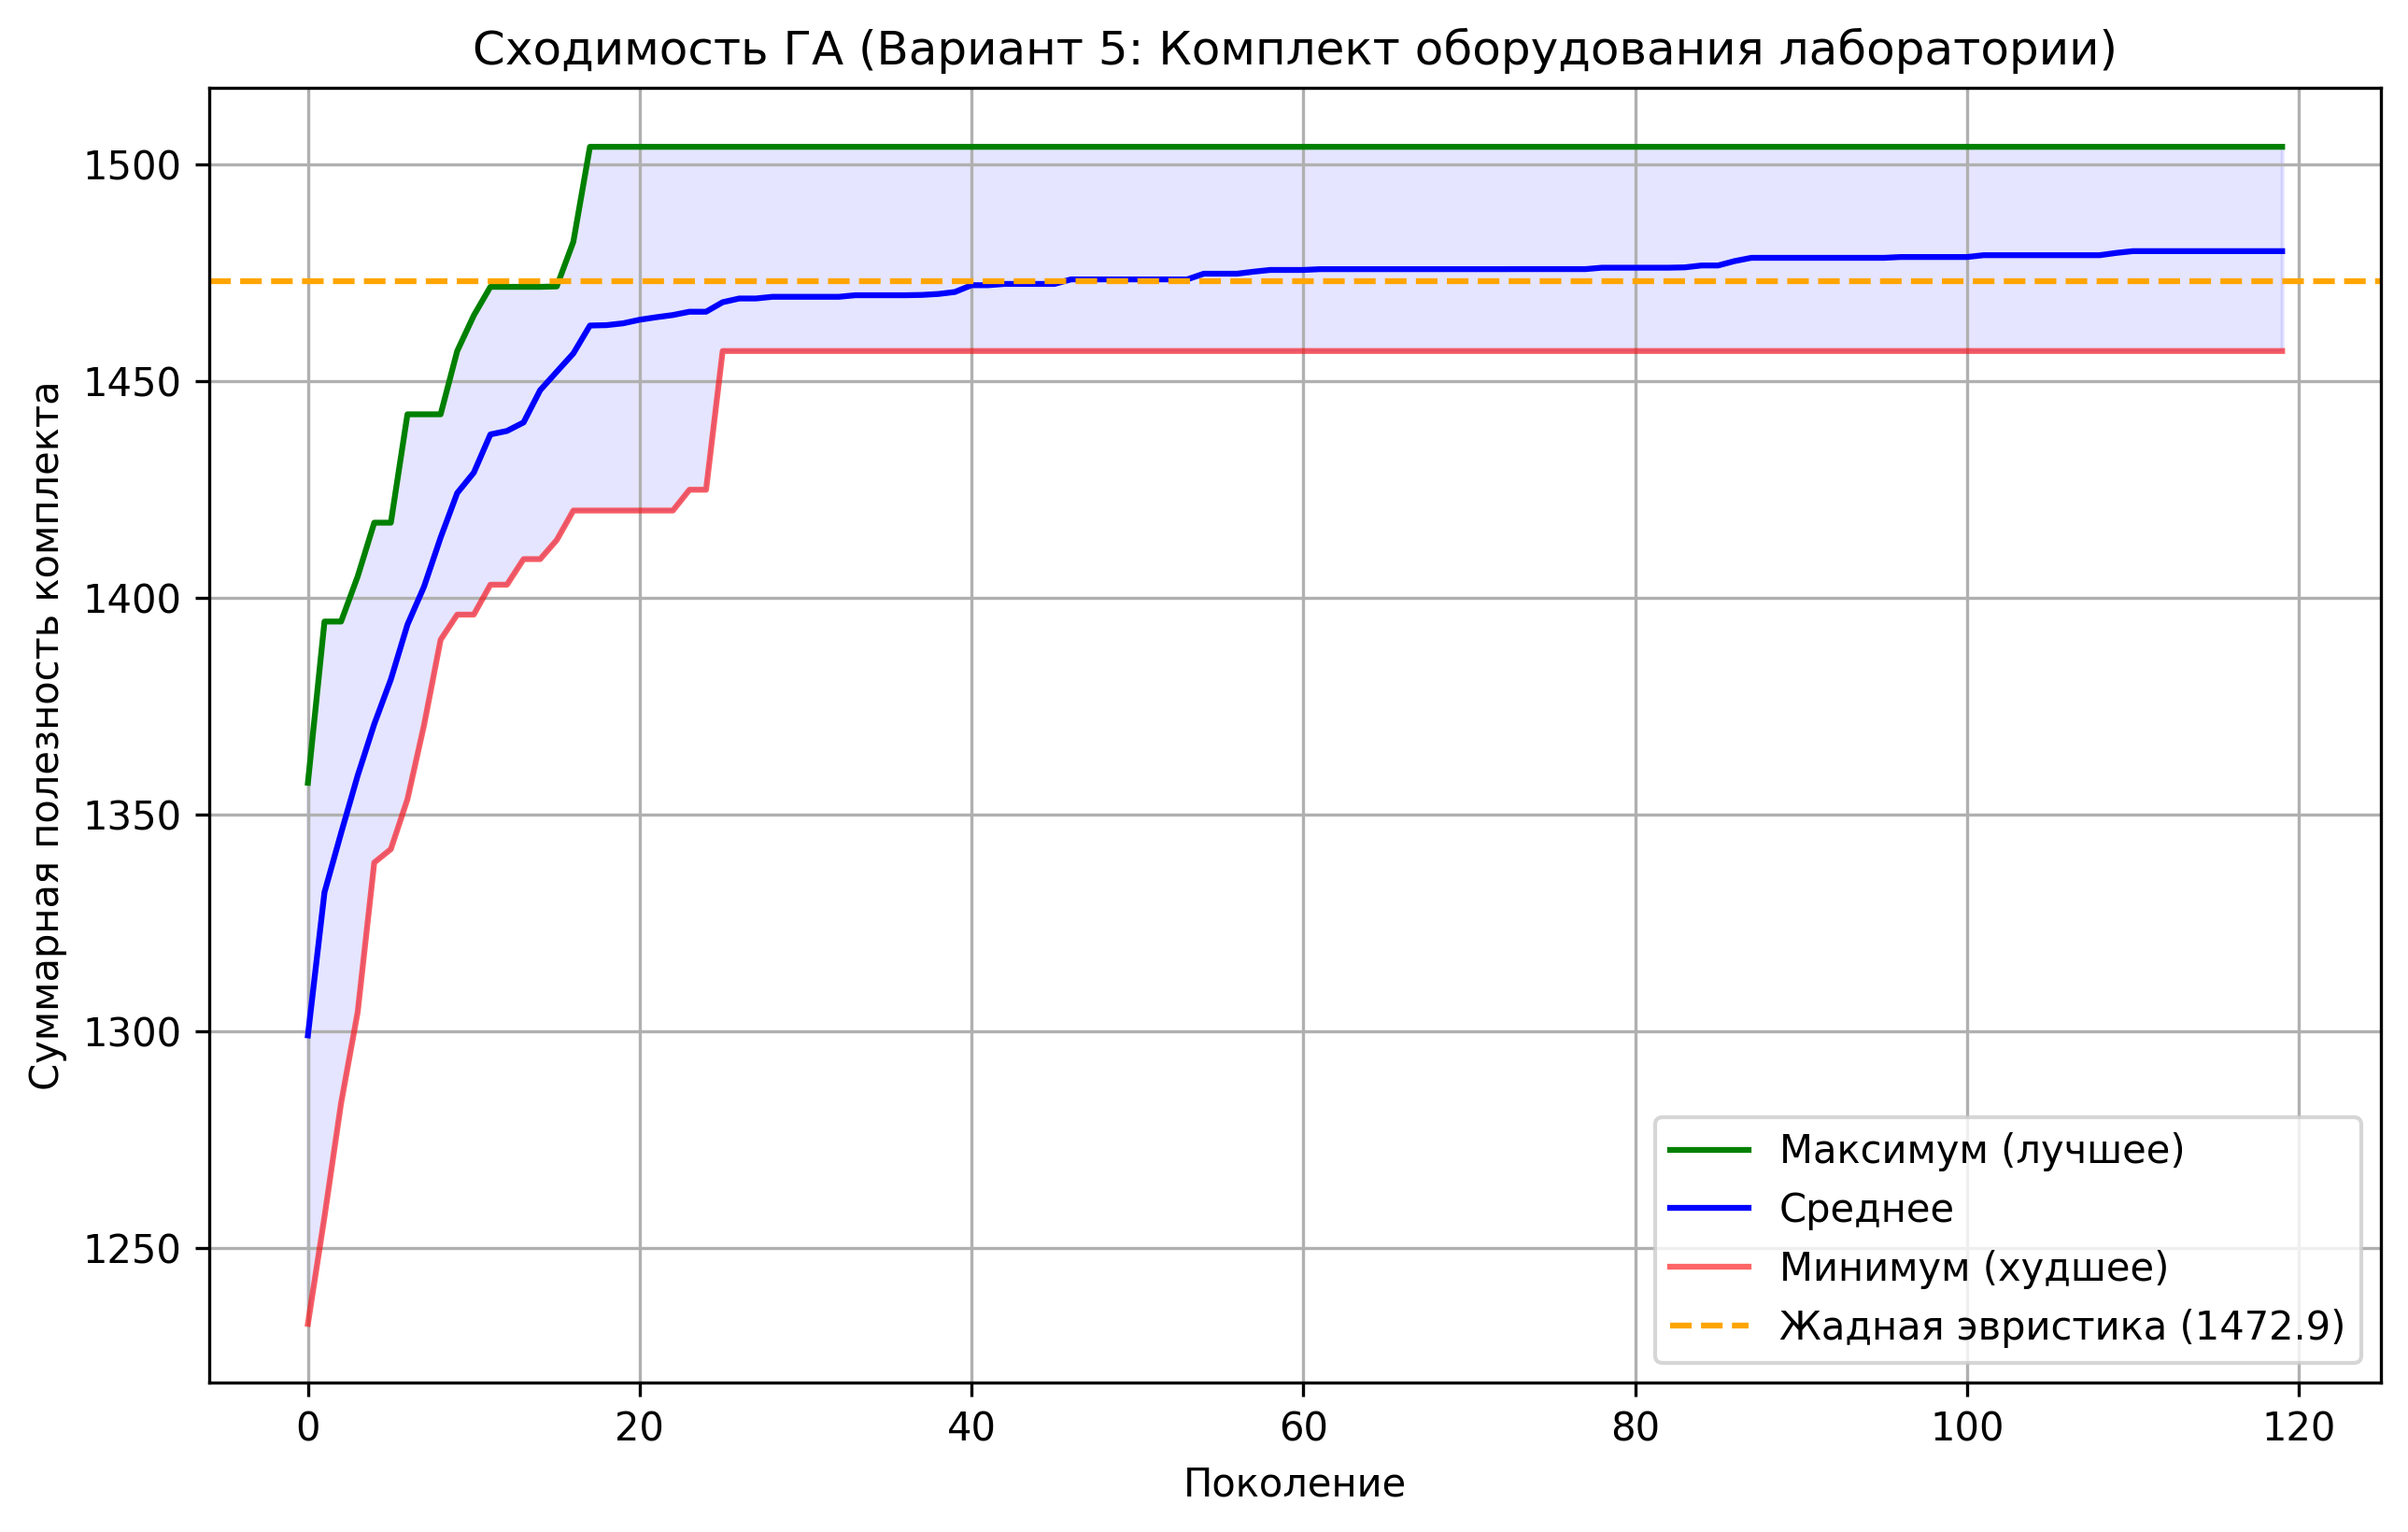 Сходимость ГА (Вариант 5: Комплект оборудования лаборатории)
Суммарная полезность комплекта
1500
1450
1400
1350
1300
1250
Максимум (лучшее)
Среднее
Минимум (худшее)
Жадная эвристика (1472.9)
0 20 40 60 80 100 120
Поколение